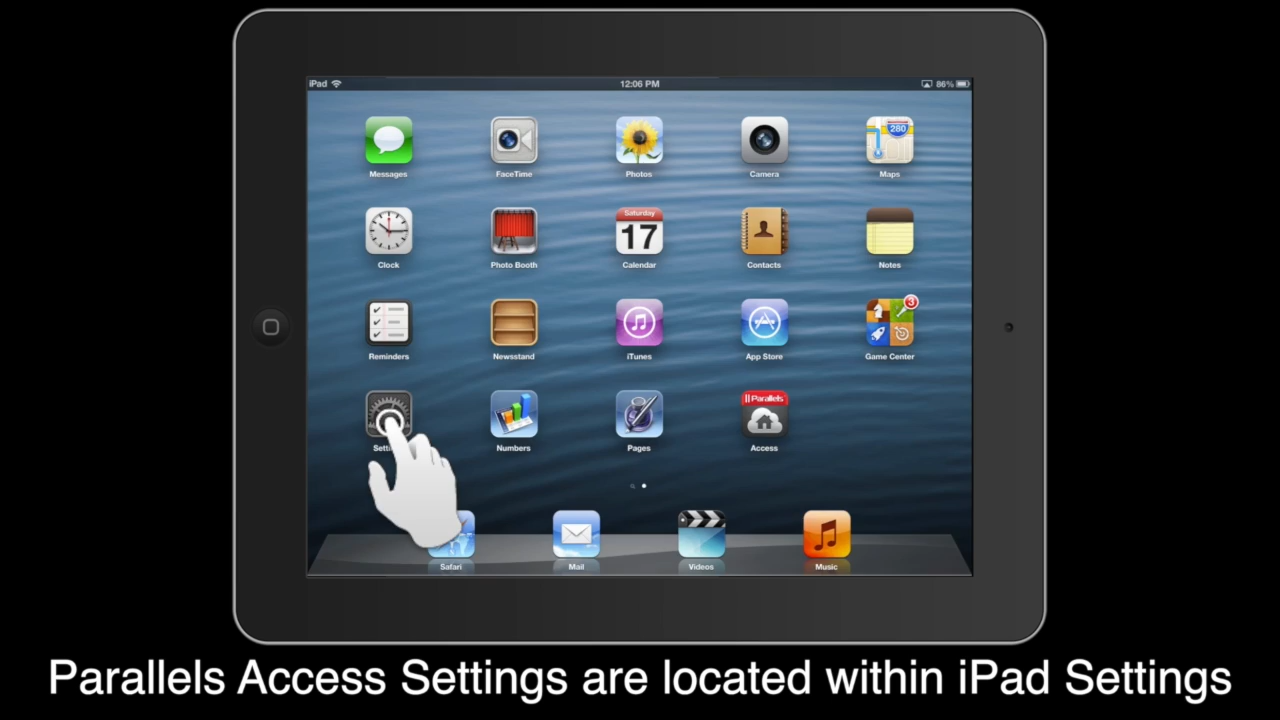 iPad 12:06 PM 86%
280
Messages FaceTime Photos Camera Maps
Saturday
17
Clock Photo Booth Calendar Contacts Notes
3
Reminders Newsstand iTunes App Store Game Center
Parallels
Numbers Pages Access
Safari Mail Videos Music
Parallels Access Settings are located within iPad Settings